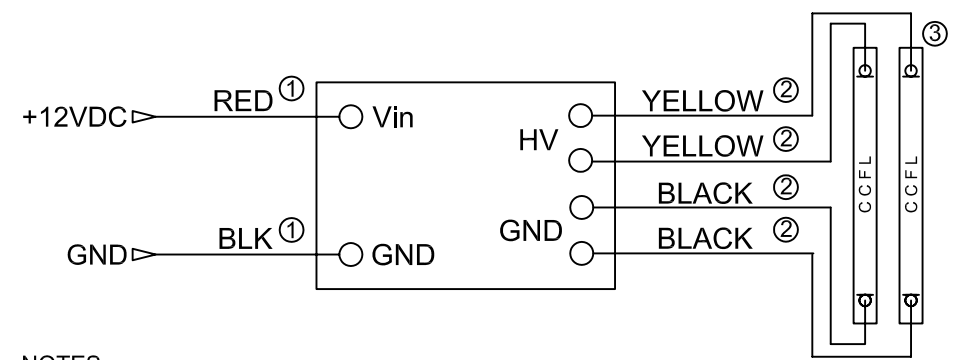 RED ①
+12VDC
Vin
BLK ①
GND
GND
HV
GND
YELLOW ②
YELLOW ②
BLACK ②
BLACK ②
③
CCFL
CCFL
NOTES